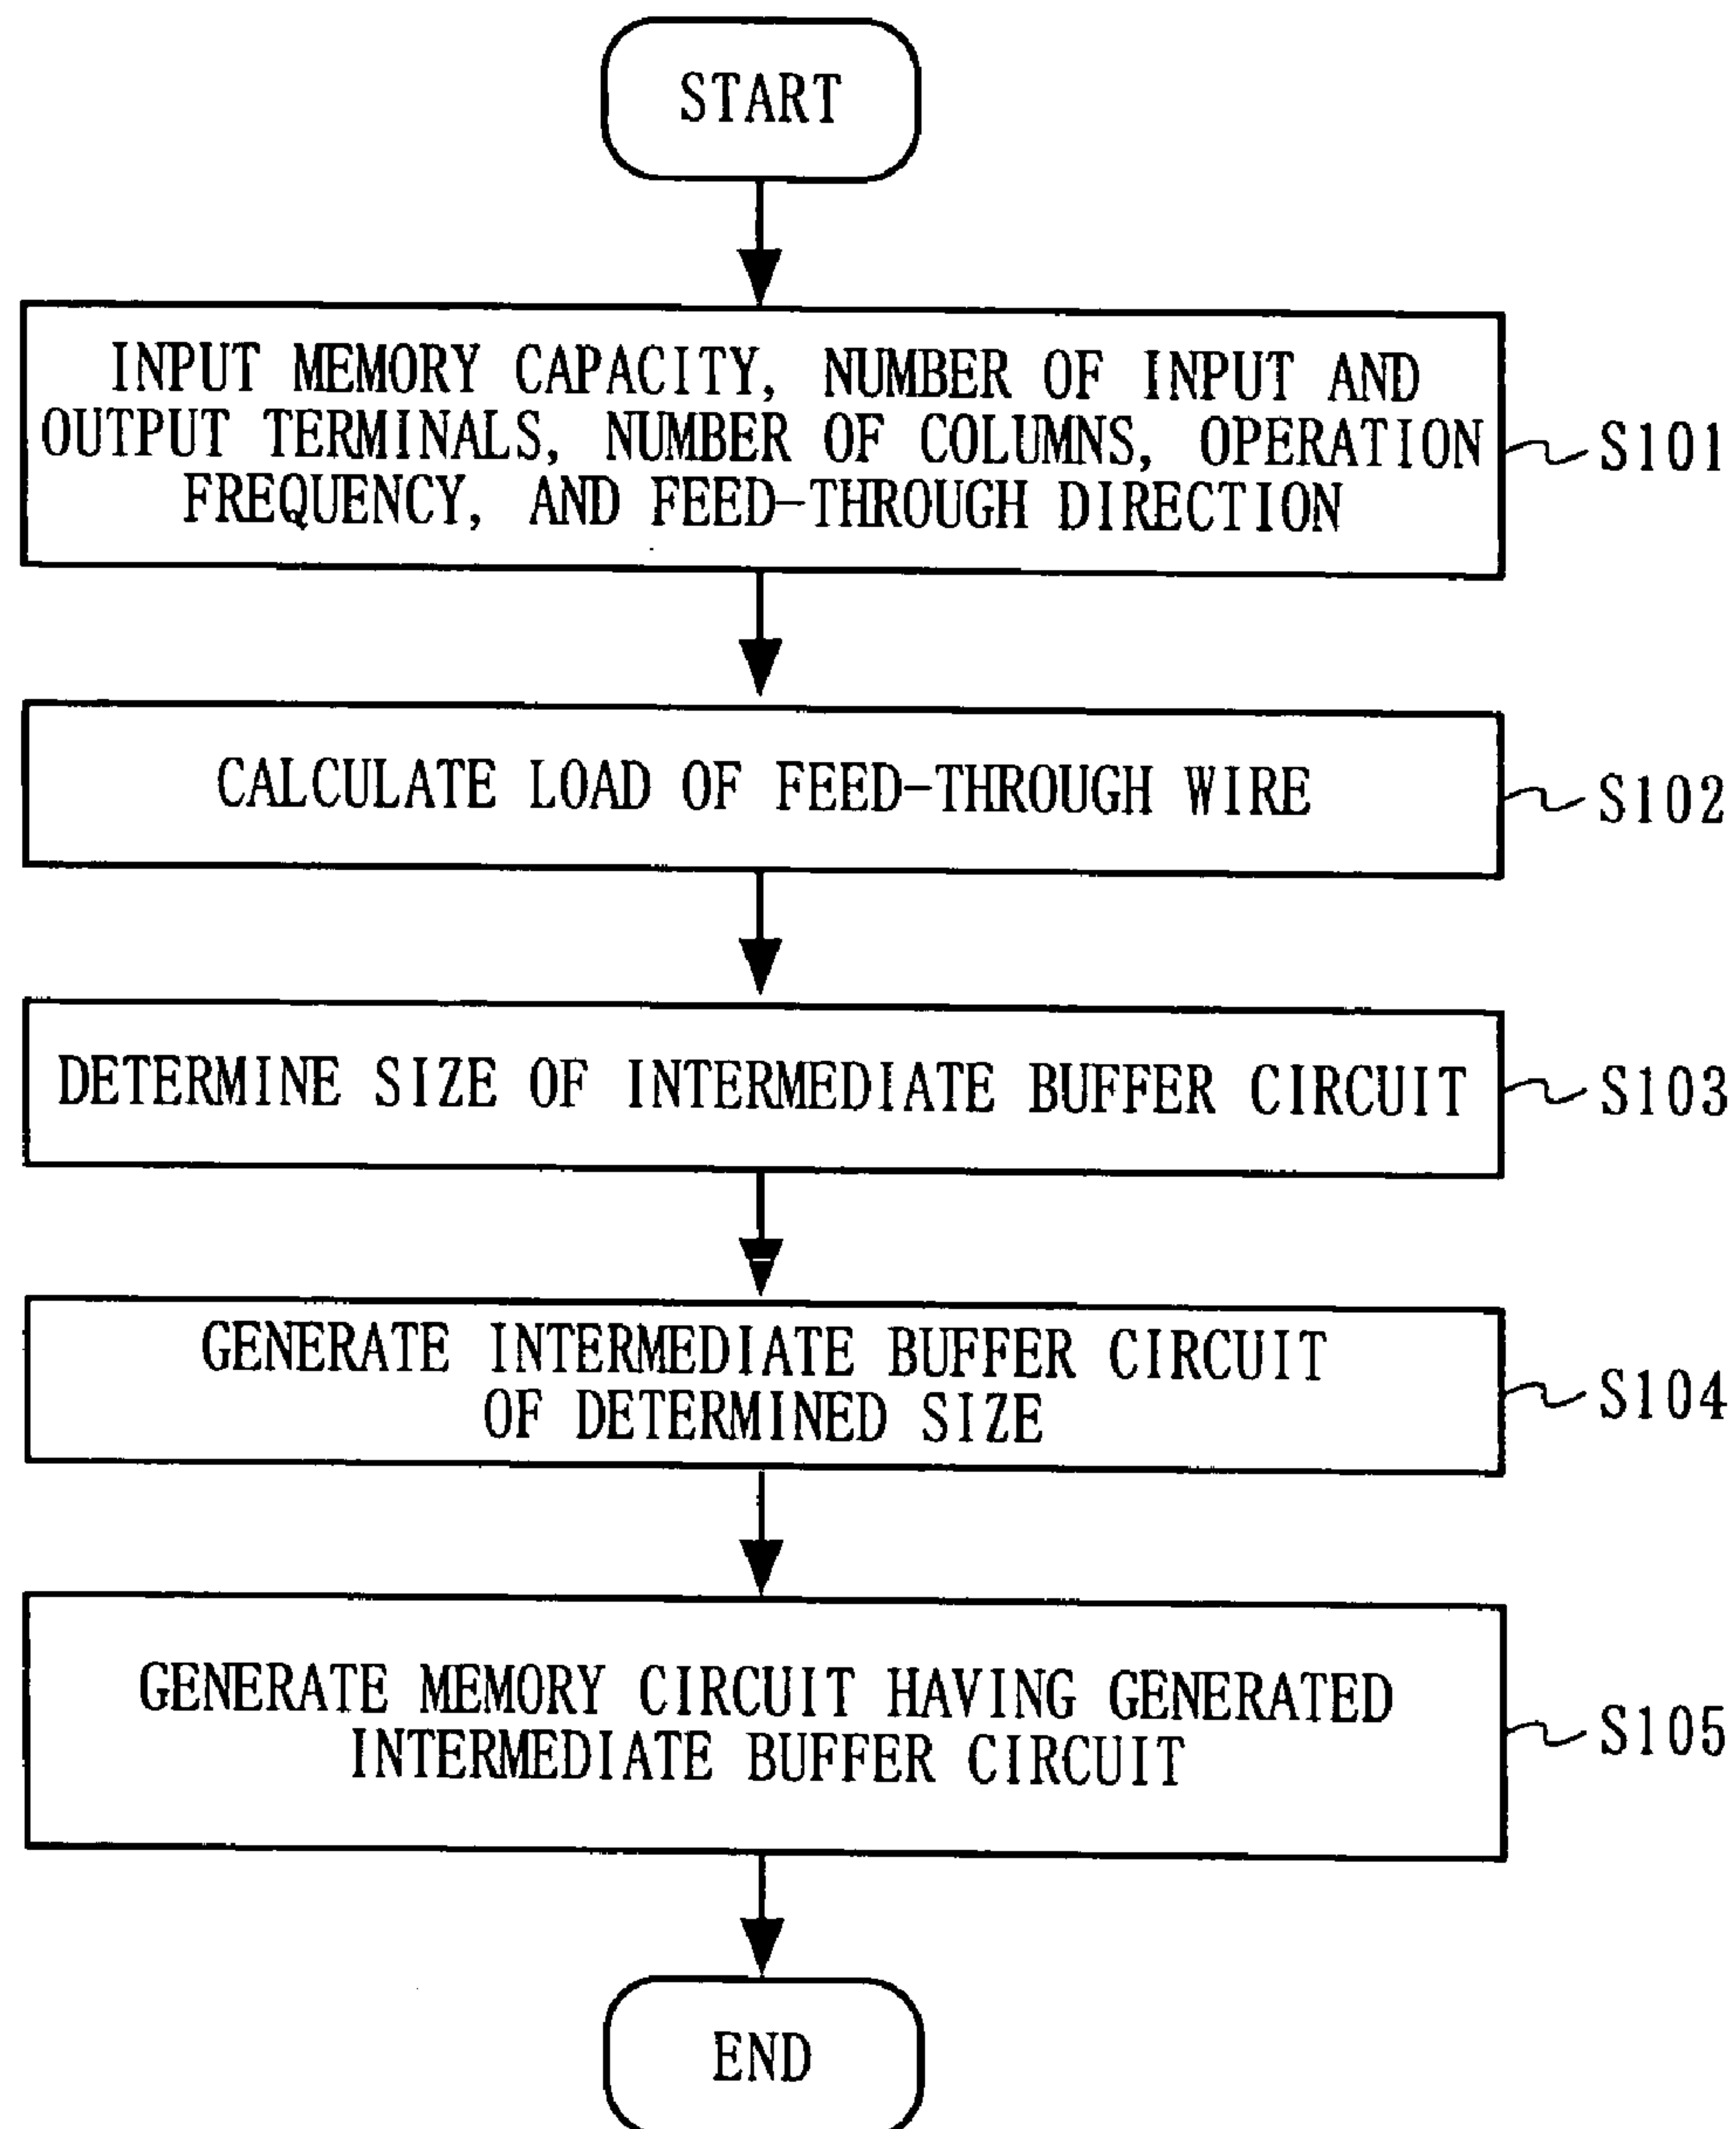 START
INPUT MEMORY CAPACITY, NUMBER OF INPUT AND
OUTPUT TERMINALS, NUMBER OF COLUMNS, OPERATION
FREQUENCY, AND FEED-THROUGH DIRECTION
S101
CALCULATE LOAD OF FEED-THROUGH WIRE
S102
DETERMINE SIZE OF INTERMEDIATE BUFFER CIRCUIT
S103
GENERATE INTERMEDIATE BUFFER CIRCUIT
OF DETERMINED SIZE
S104
GENERATE MEMORY CIRCUIT HAVING GENERATED
INTERMEDIATE BUFFER CIRCUIT
S105
END